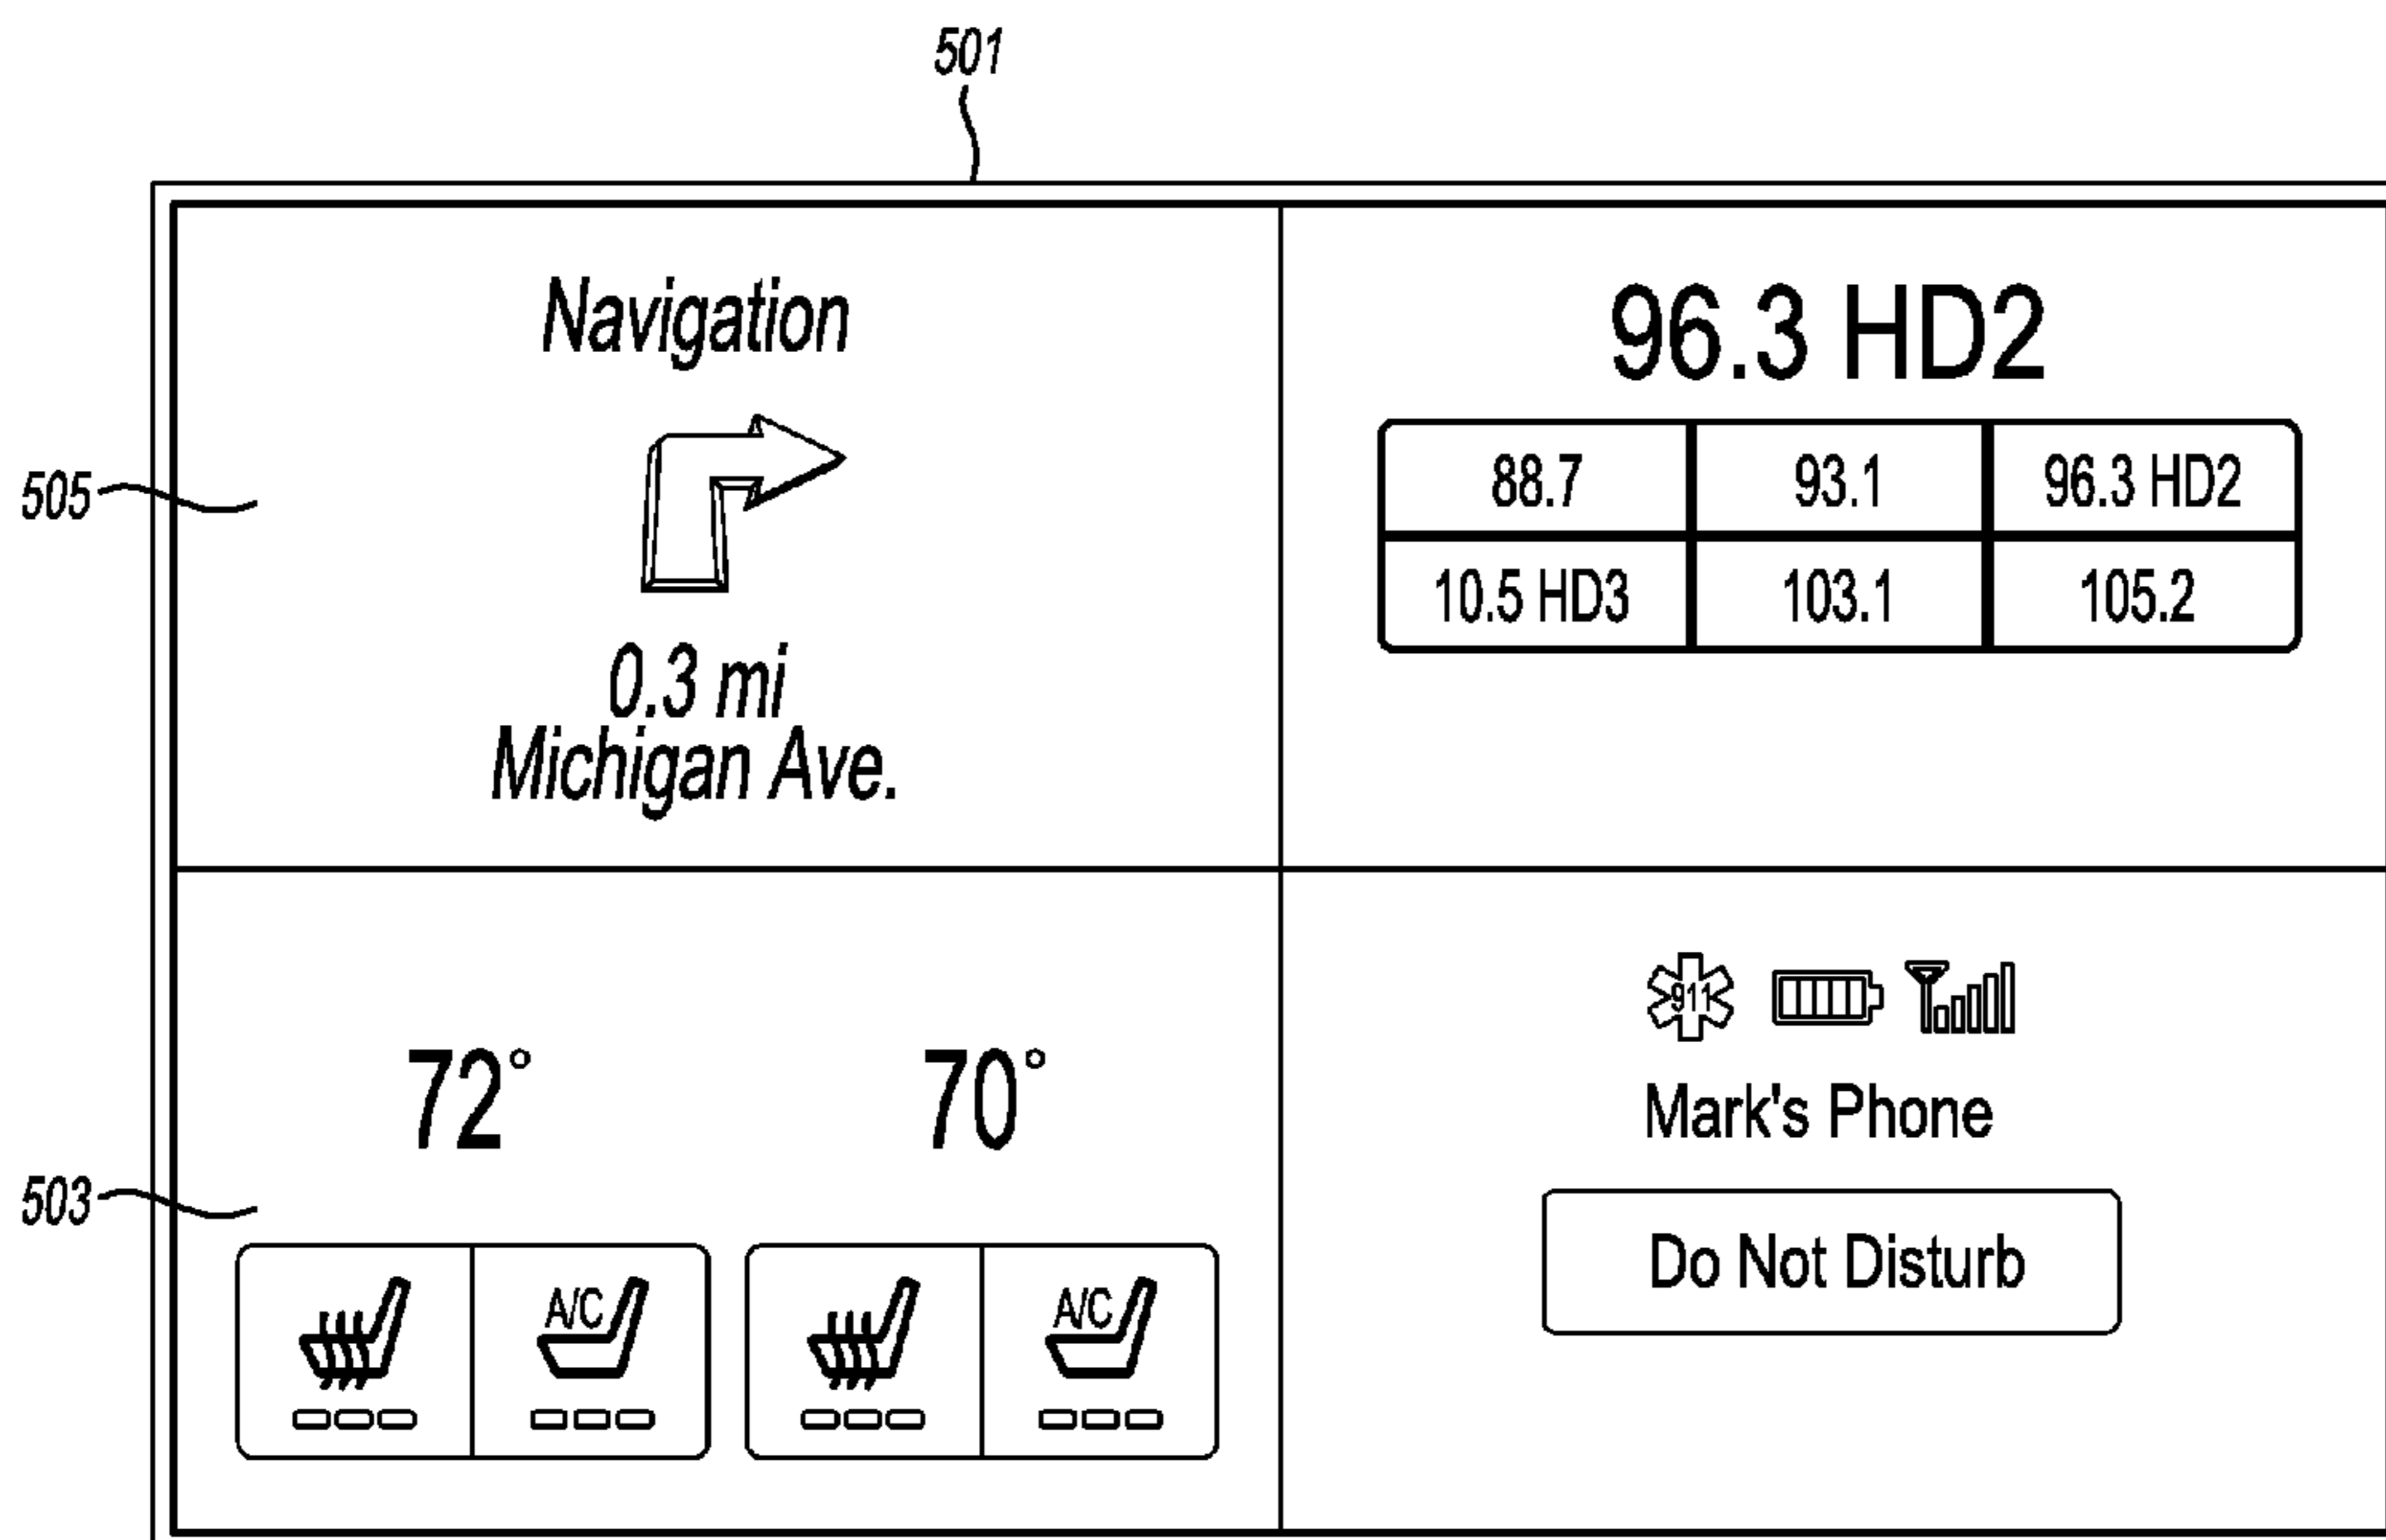 501
505
Navigation
0.3 mi
Michigan Ave.
96.3 HD2
88.7 93.1 96.3 HD2
10.5 HD3 103.1 105.2
503
72° 70°
A/C A/C
911
Mark's Phone
Do Not Disturb